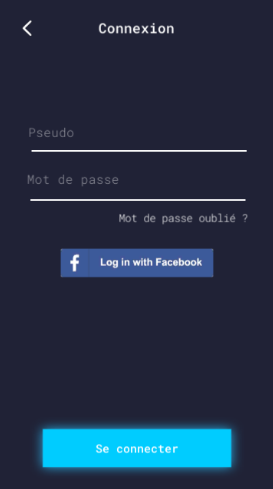 Connexion
Pseudo
Mot de passe
Mot de passe oublié ?
f Log in with Facebook
Se connecter